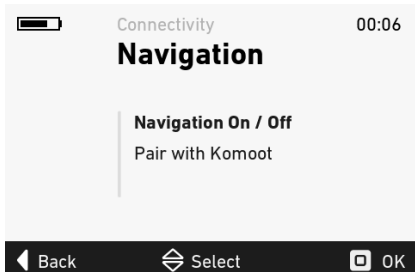 Connectivity
00:06
Navigation
Navigation On / Off
Pair with Komoot
Back
Select
OK